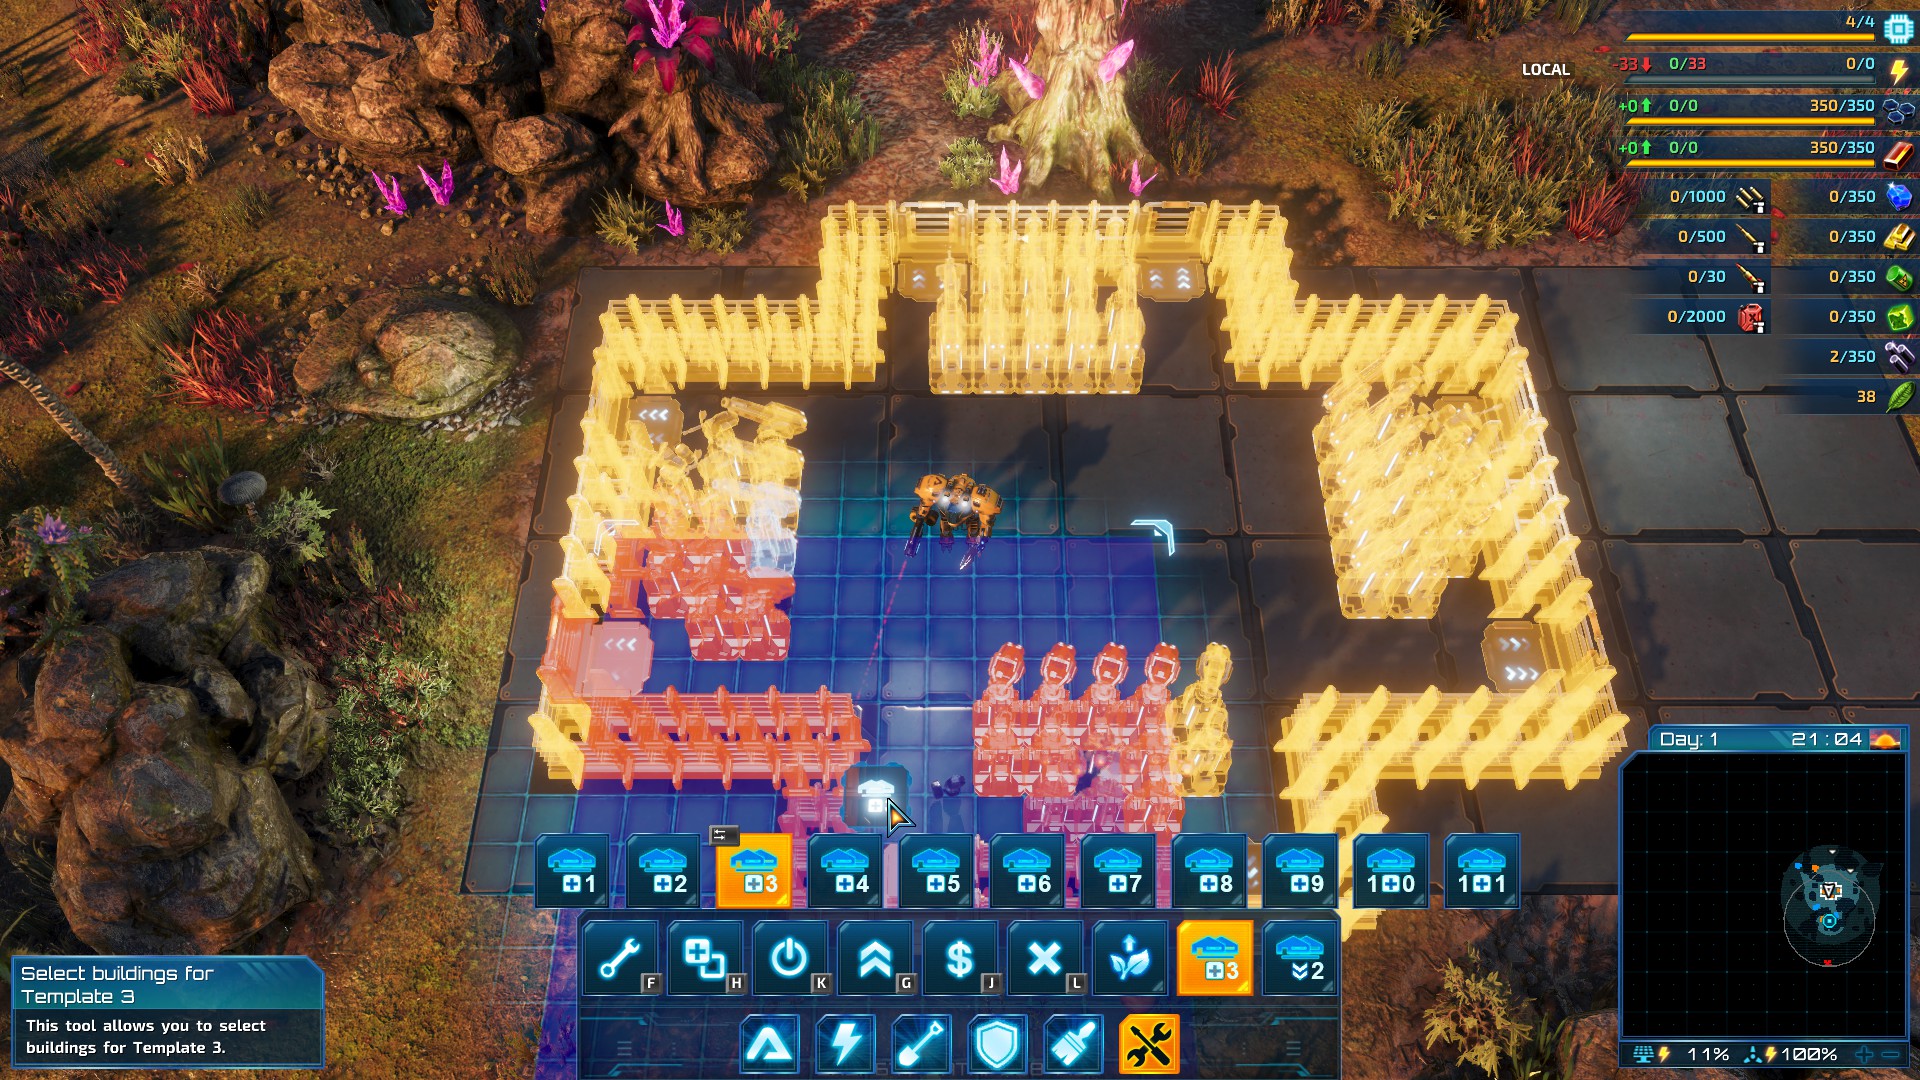 4/4
LOCAL
-33 0/33 0/0
+0 0/0 350/350
+0 0/0 350/350
0/1000 0/350
0/500 0/350
0/30 0/350
0/2000 0/350
2/350
38
Day: 1 21:04
1 2 3 4 5 6 7 8 9 10 11
F H K G J L 3 2
Select buildings for
Template 3
This tool allows you to select
buildings for Template 3.
11% 100%